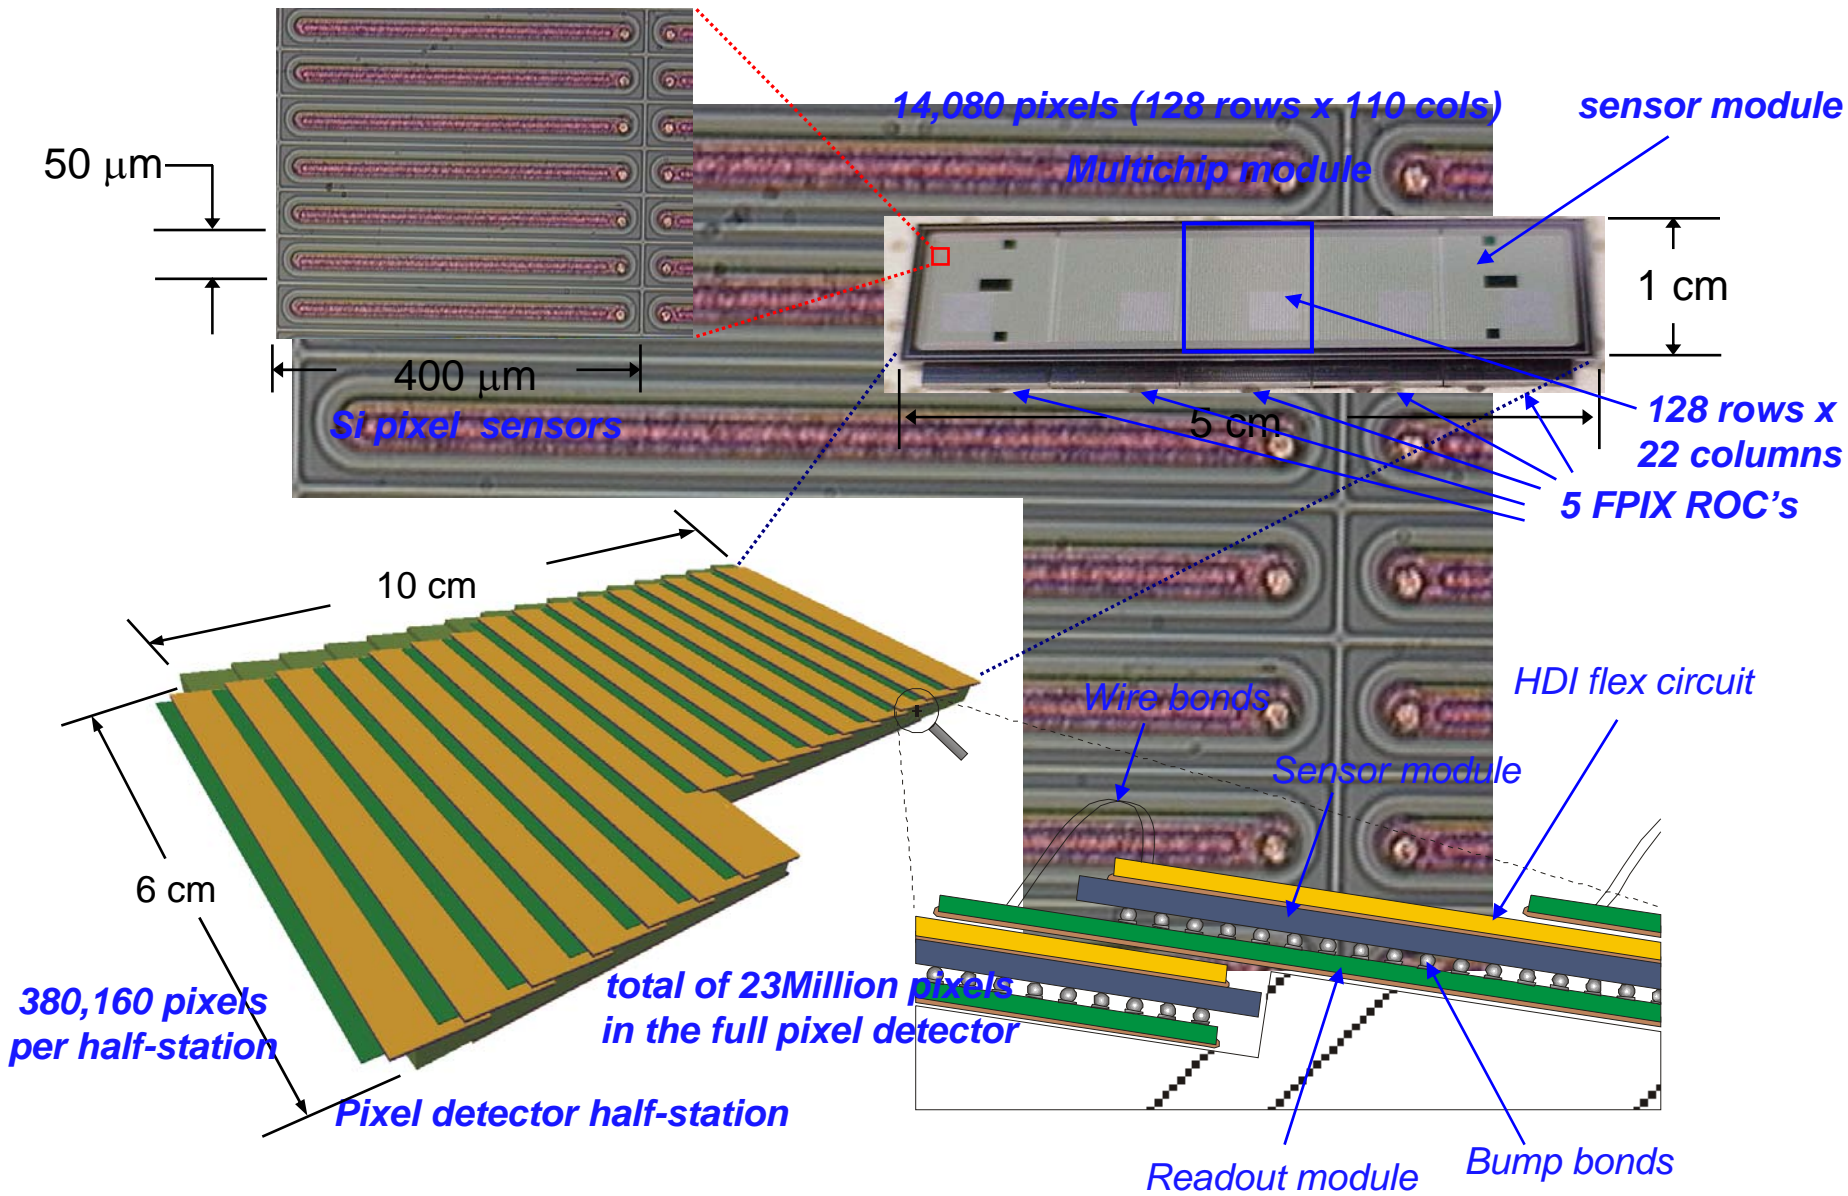 14,080 pixels (128 rows x 110 cols)
sensor module
Multichip module
50 μm
1 cm
400 μm
Si pixel sensors
5 cm
128 rows x
22 columns
5 FPIX ROC's
10 cm
HDI flex circuit
Wire bonds
Sensor module
6 cm
380,160 pixels
per half-station
total of 23Million pixels
in the full pixel detector
Pixel detector half-station
Readout module
Bump bonds